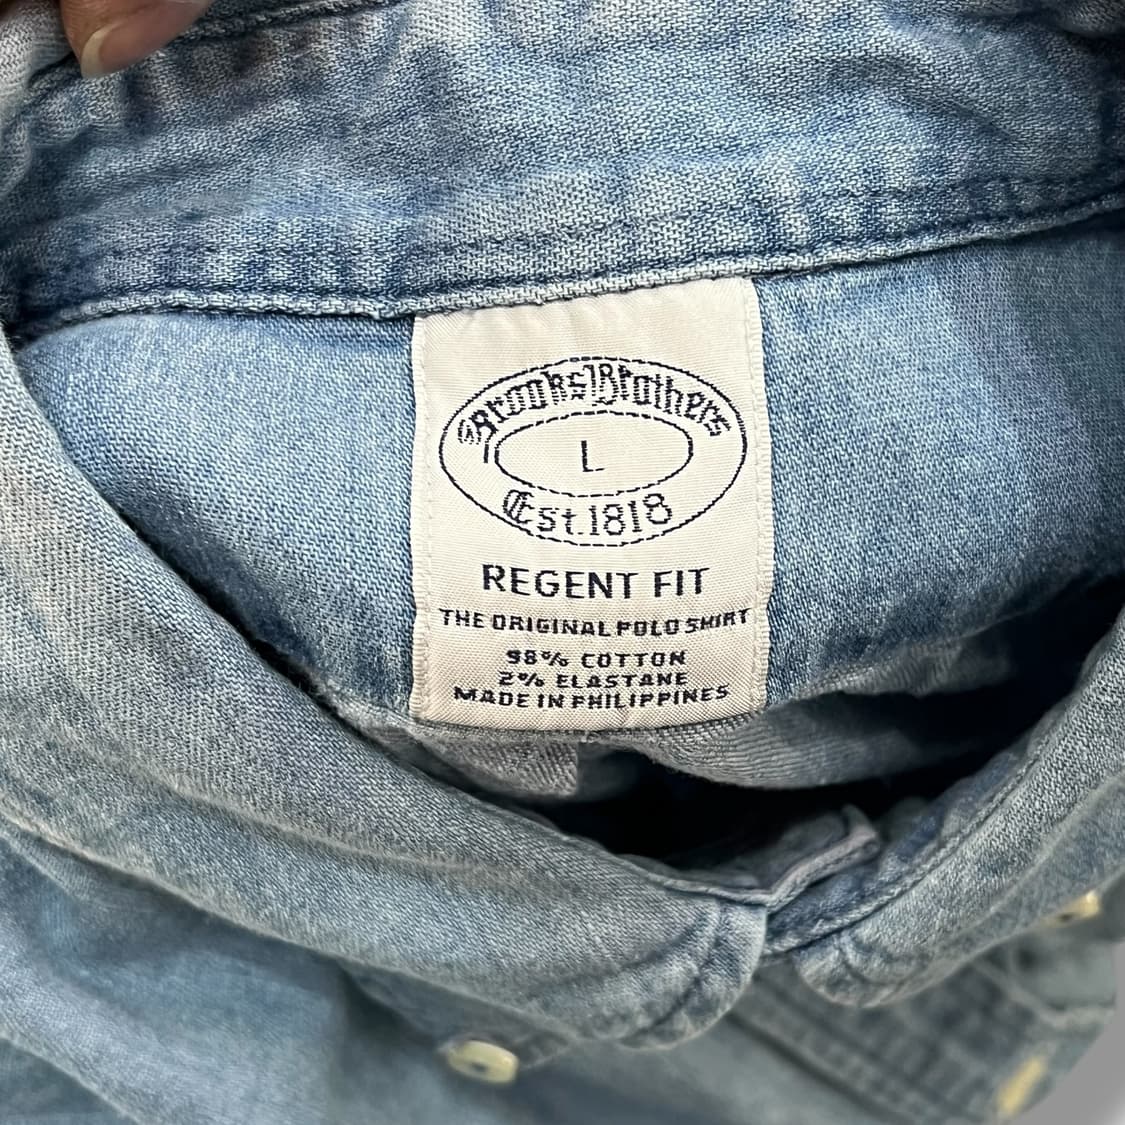 Brooks Brothers
L
Est.1818
REGENT FIT
THE ORIGINAL POLO SHIRT
98% COTTON
2% ELASTANE
MADE IN PHILIPPINES